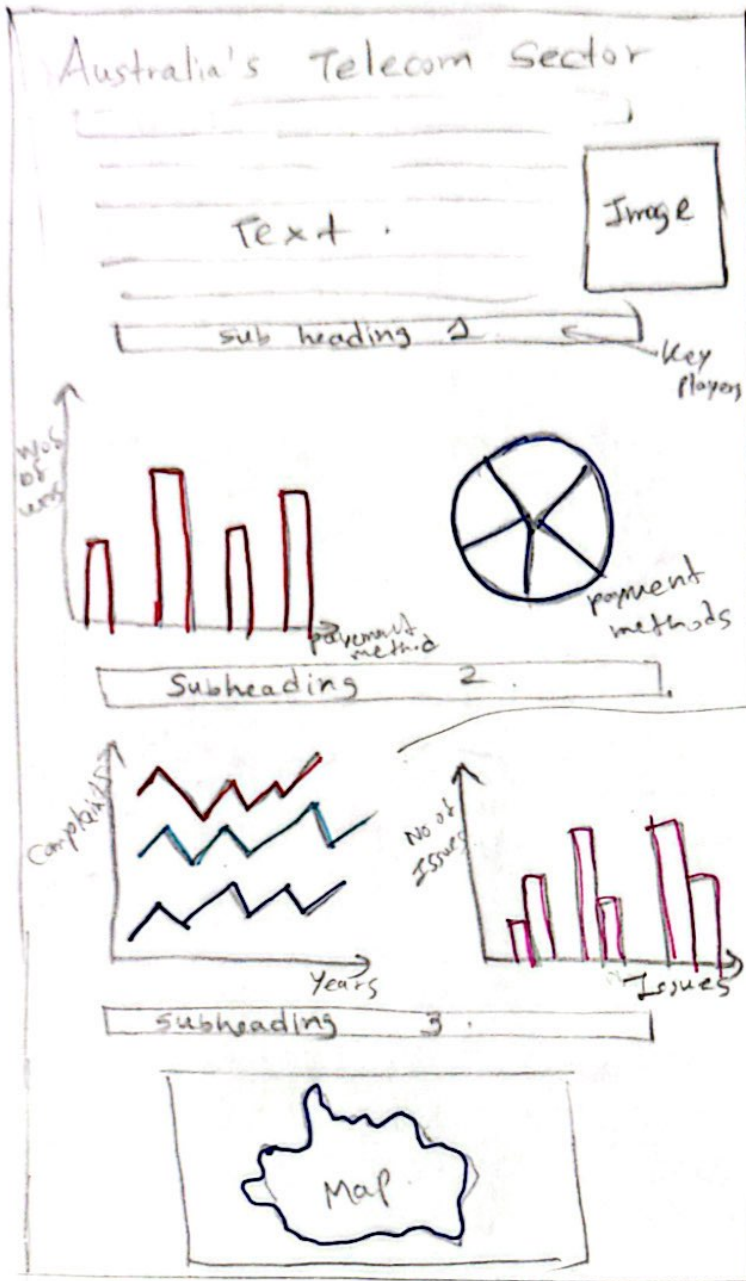 Australia's Telecom Sector
Text.
Image
Sub heading 1
Key
players
No of
payment
method
payment
methods
Subheading 2.
Complaints
Years
No of
Issues
Issues
Subheading 3.
Map.